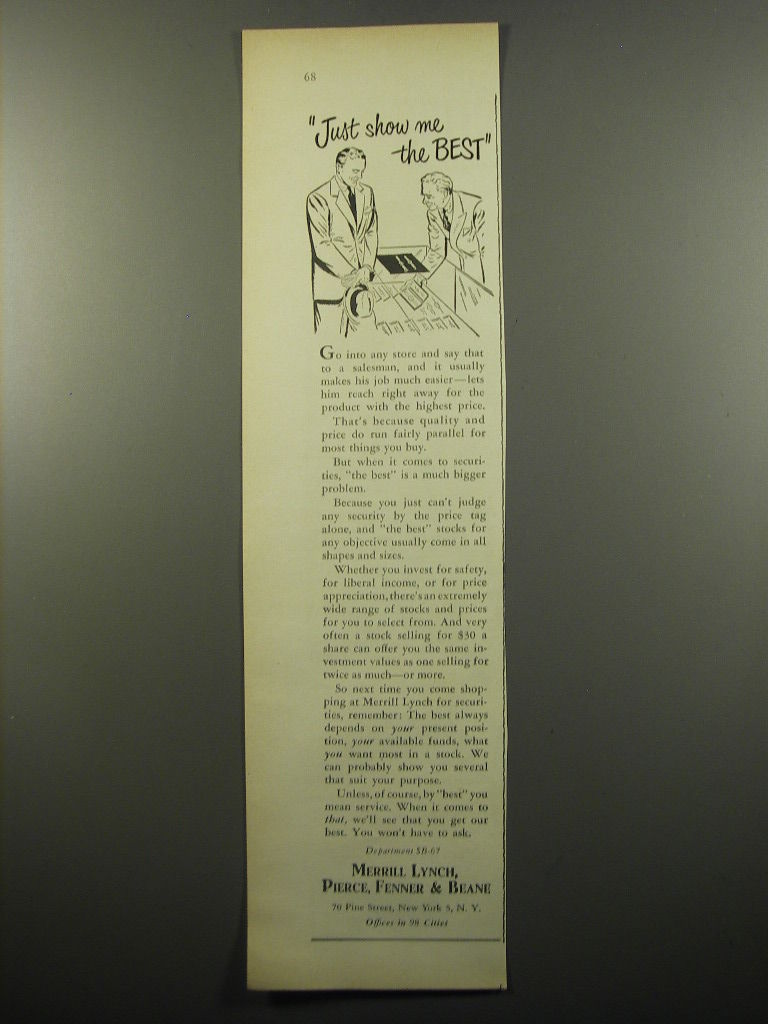 68
"Just show me
the BEST"
Go into any store and say that
to a salesman, and it usually
makes his job much easier—lets
him reach right away for the
product with the highest price.
That's because quality and
price do run fairly parallel for
most things you buy.
But when it comes to securi-
ties, "the best" is a much bigger
problem.
Because you just can't judge
any security by the price tag
alone, and "the best" stocks for
any objective usually come in all
shapes and sizes.
Whether you invest for safety,
for liberal income, or for price
appreciation, there's an extremely
wide range of stocks and prices
for you to select from. And very
often a stock selling for $30 a
share can offer you the same in-
vestment values as one selling for
twice as much—or more.
So next time you come shop-
ping at Merrill Lynch for securi-
ties, remember: The best always
depends on your present posi-
tion, your available funds, what
you want most in a stock. We
can probably show you several
that suit your purpose.
Unless, of course, by "best" you
mean service. When it comes to
that, we'll see that you get our
best. You won't have to ask.
Department SB-67
MERRILL LYNCH,
PIERCE, FENNER & BEANE
70 Pine Street, New York 5, N. Y.
Offices in 98 Cities